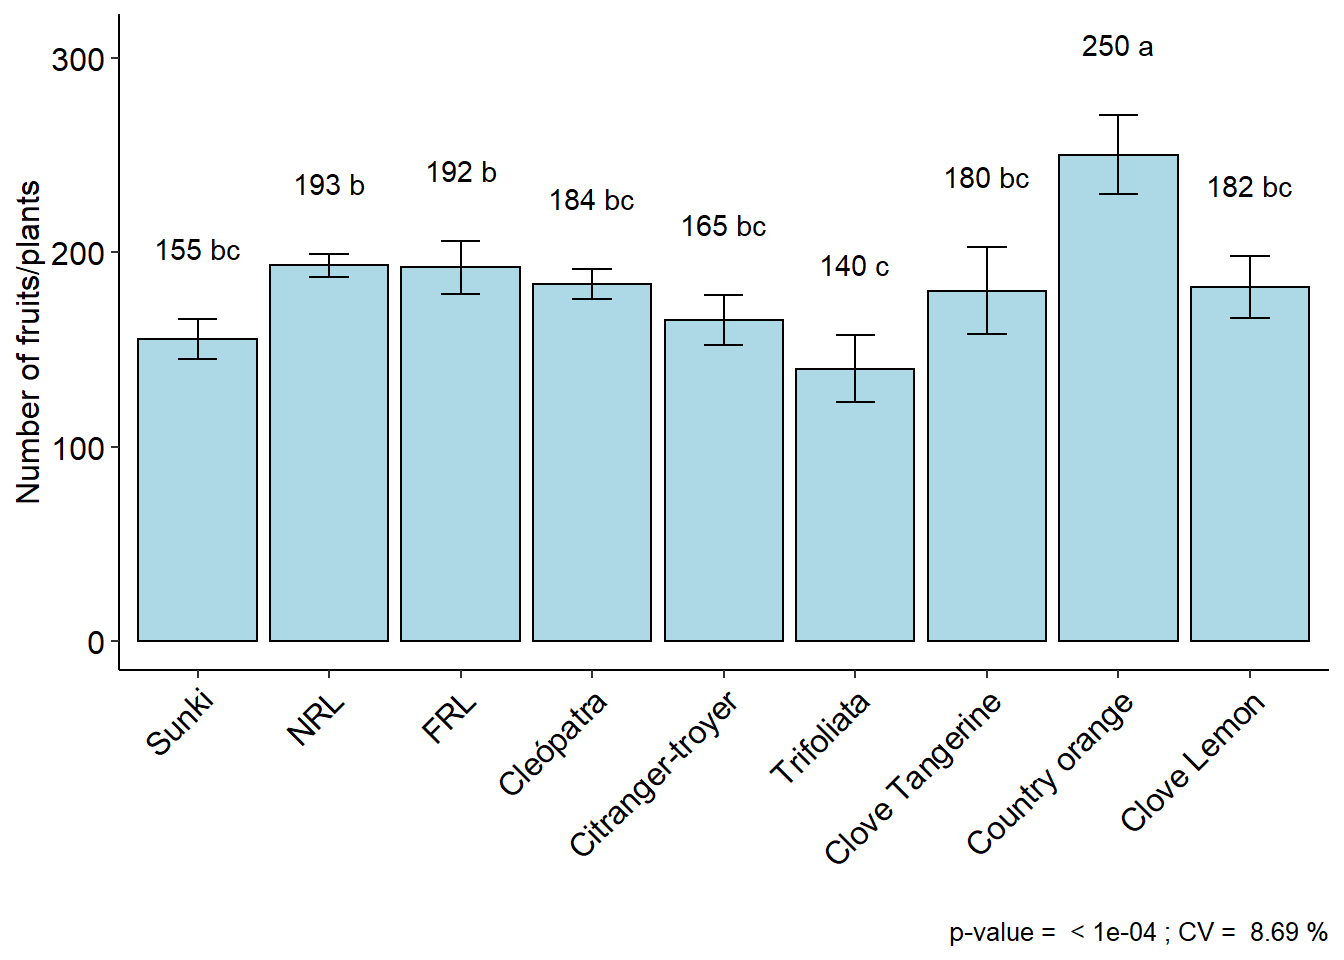 Number of fruits/plants
300
200
100
0
155 bc
193 b
192 b
184 bc
165 bc
140 c
180 bc
250 a
182 bc
Sunki
NRL
FRL
Cleópatra
Citranger-troyer
Trifoliata
Clove Tangerine
Country orange
Clove Lemon
p-value =  < 1e-04 ; CV =  8.69 %